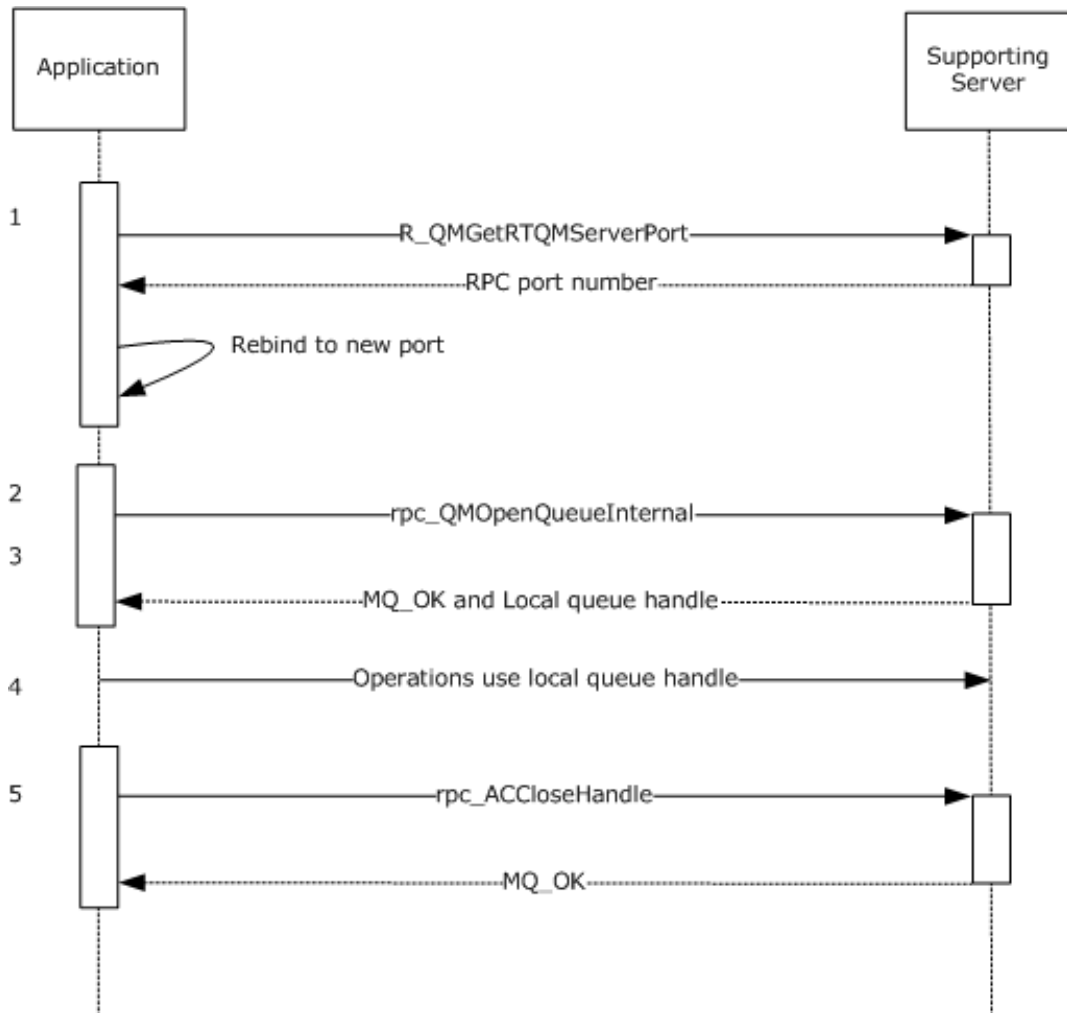 Application
Supporting
Server
1
R_QMGetRTQMServerPort
RPC port number
Rebind to new port
2
rpc_QMOpenQueueInternal
3
MQ_OK and Local queue handle
4
Operations use local queue handle
5
rpc_ACCloseHandle
MQ_OK